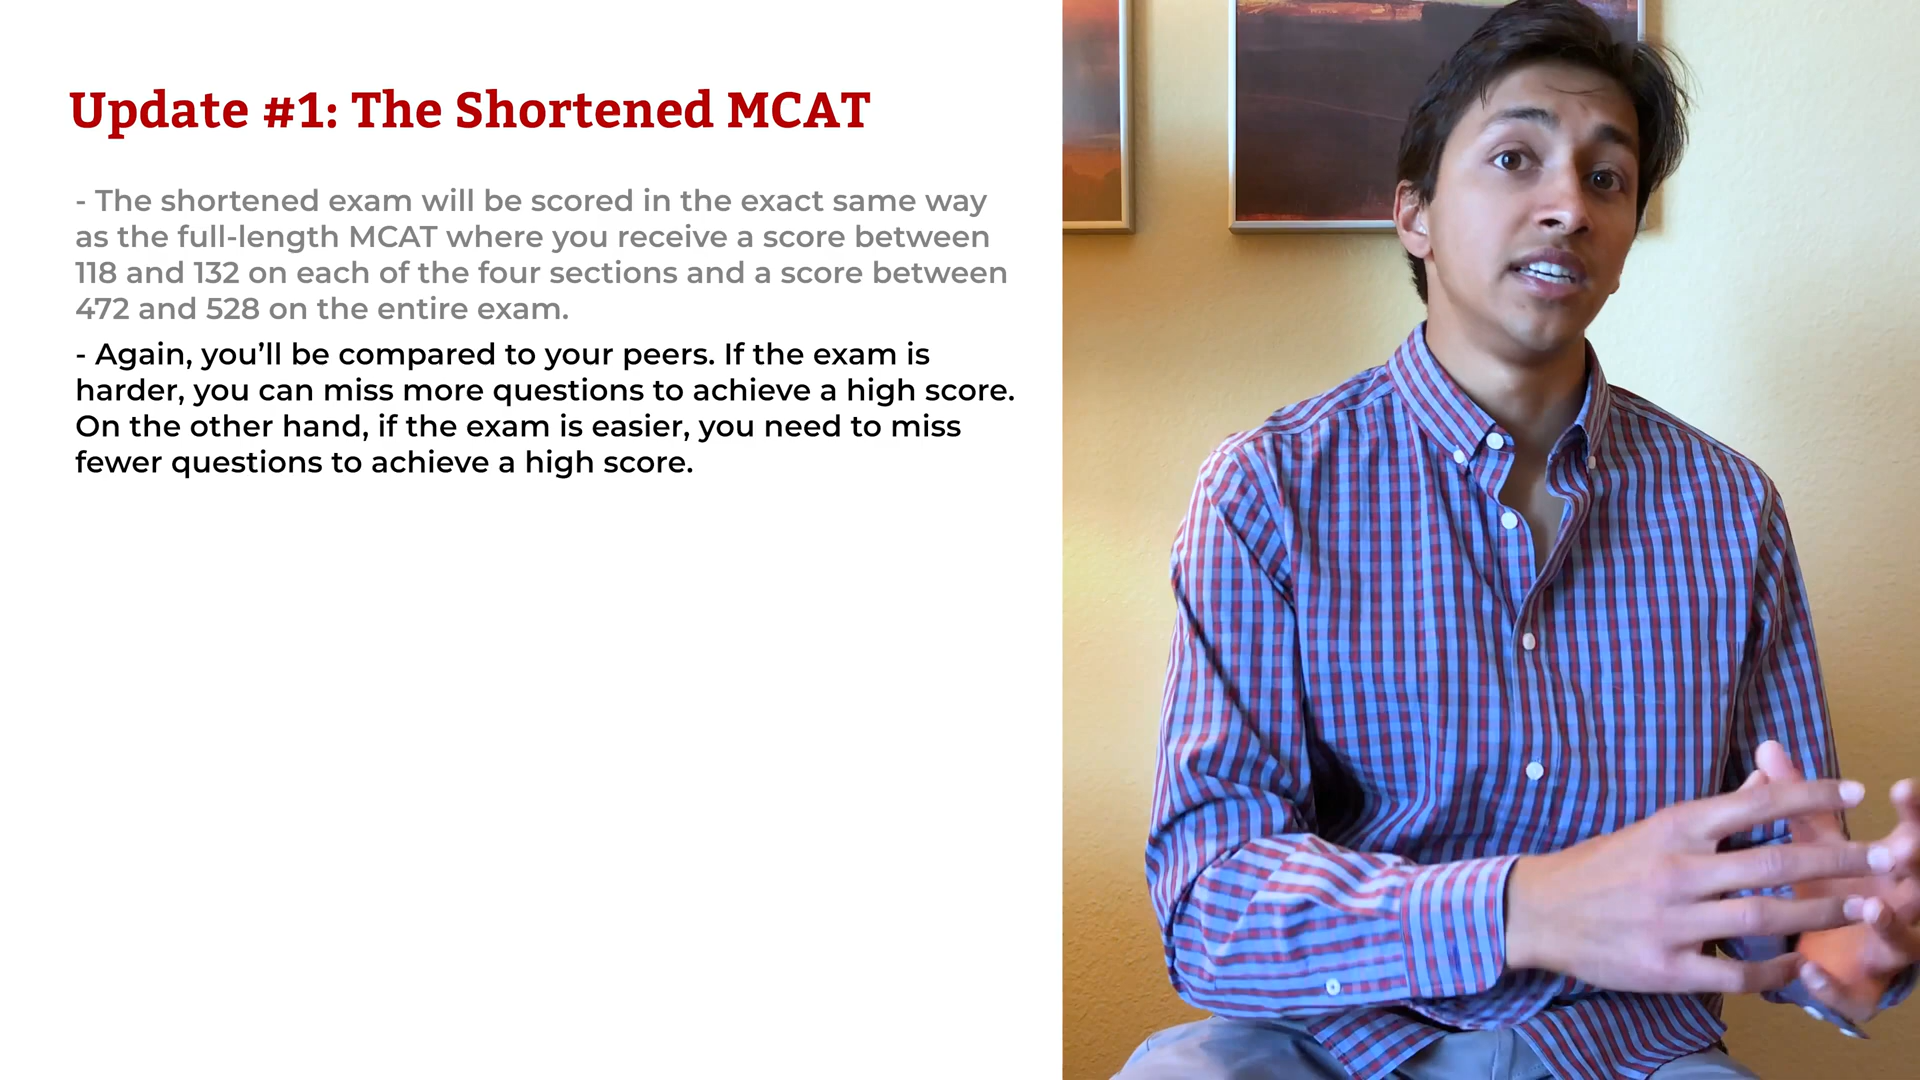 Update #1: The Shortened MCAT
- The shortened exam will be scored in the exact same way
as the full-length MCAT where you receive a score between
118 and 132 on each of the four sections and a score between
472 and 528 on the entire exam.
- Again, you’ll be compared to your peers. If the exam is
harder, you can miss more questions to achieve a high score.
On the other hand, if the exam is easier, you need to miss
fewer questions to achieve a high score.